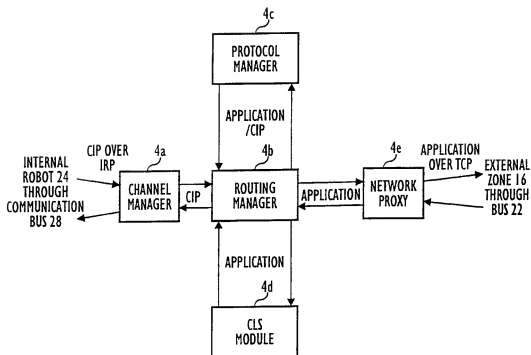 4c
PROTOCOL
MANAGER
APPLICATION
/CIP
CIP OVER
IRP
4a
4b
4e
APPLICATION
OVER TCP
INTERNAL
ROBOT 24
THROUGH
COMMUNICATION
BUS 28
CHANNEL
MANAGER
CIP
ROUTING
MANAGER
APPLICATION
NETWORK
PROXY
EXTERNAL
ZONE 16
THROUGH
BUS 22
APPLICATION
4d
CLS
MODULE